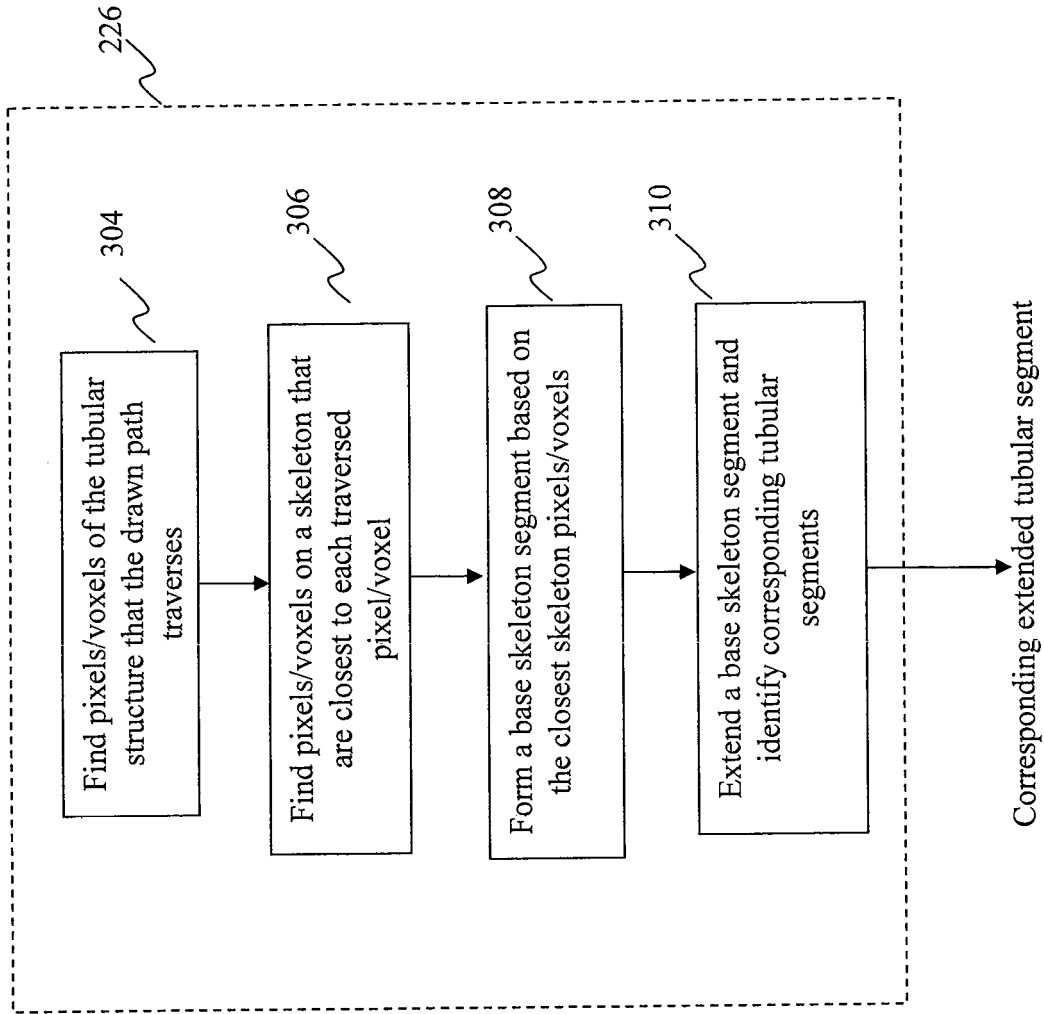 226
304
Find pixels/voxels of the tubular
structure that the drawn path
traverses
306
Find pixels/voxels on a skeleton that
are closest to each traversed
pixel/voxel
308
Form a base skeleton segment based on
the closest skeleton pixels/voxels
310
Extend a base skeleton segment and
identify corresponding tubular
segments
Corresponding extended tubular segment